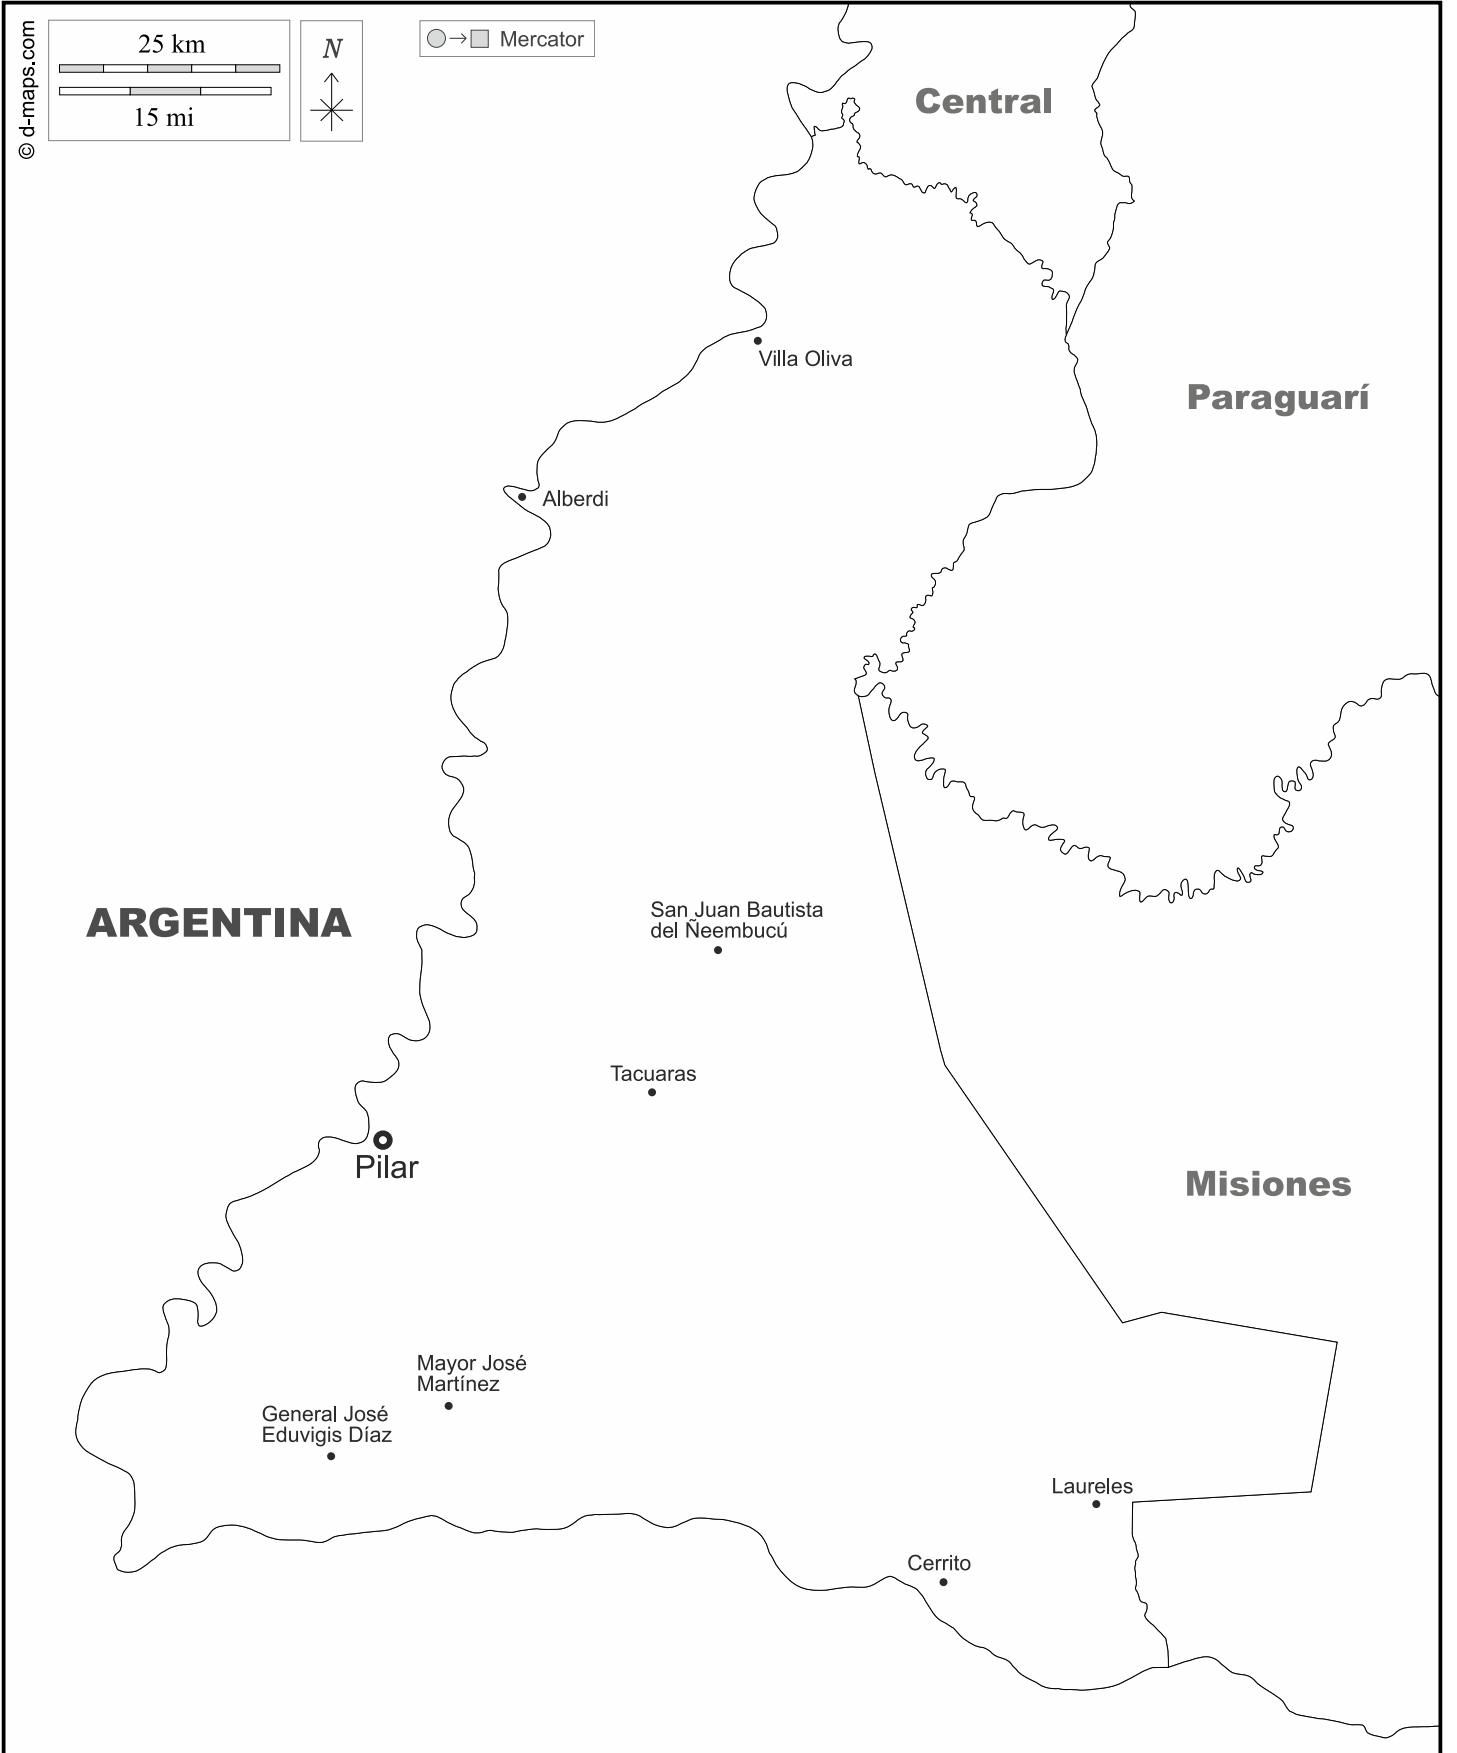 © d-maps.com
25 km
15 mi
N
Mercator
Central
Villa Oliva
Paraguarí
Alberdi
ARGENTINA
San Juan Bautista
del Ñeembucú
Tacuaras
Pilar
Misiones
Mayor José
Martínez
General José
Eduvigis Díaz
Laureles
Cerrito